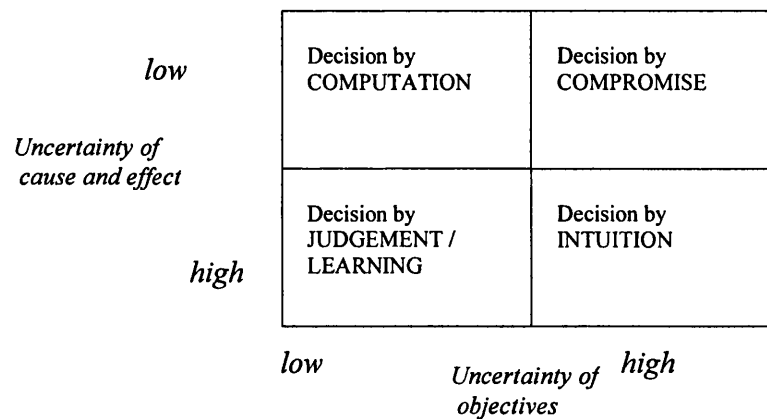 low
Decision by
COMPUTATION
Decision by
COMPROMISE
Uncertainty of
cause and effect
Decision by
JUDGEMENT /
LEARNING
Decision by
INTUITION
high
low
Uncertainty of
objectives
high